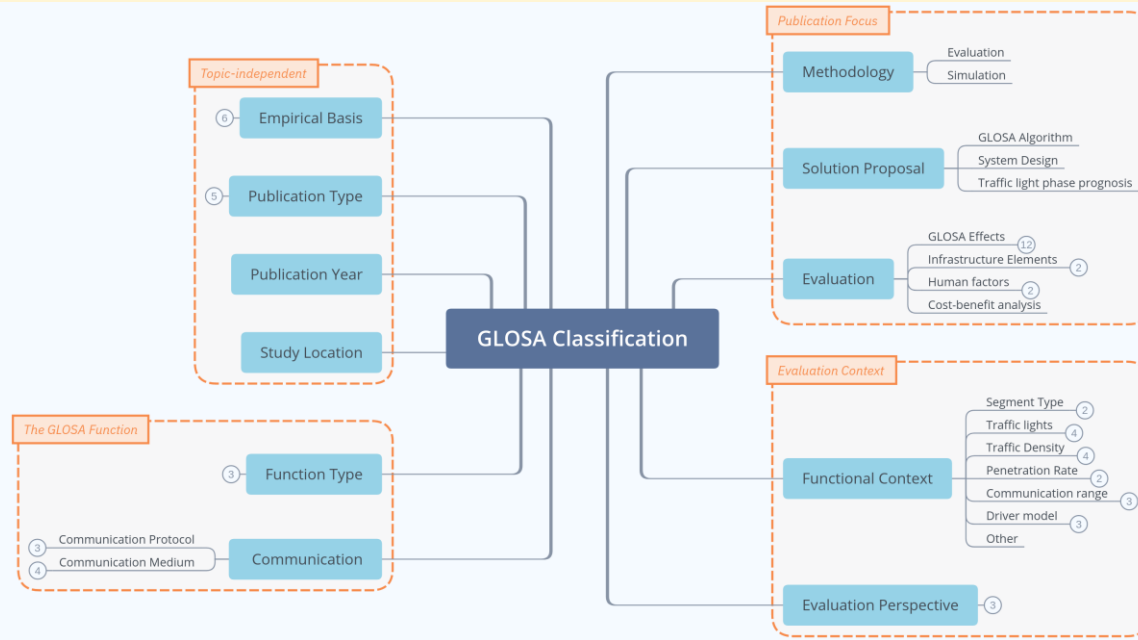 Topic-independent
6
Empirical Basis
5
Publication Type
Publication Year
Study Location
The GLOSA Function
3
Function Type
3
Communication Protocol
4
Communication Medium
Communication
GLOSA Classification
Publication Focus
Methodology
Evaluation
Simulation
Solution Proposal
GLOSA Algorithm
System Design
Traffic light phase prognosis
Evaluation
GLOSA Effects 12
Infrastructure Elements 2
Human factors 2
Cost-benefit analysis
Evaluation Context
Functional Context
Segment Type 2
Traffic lights 4
Traffic Density 4
Penetration Rate 2
Communication range 3
Driver model 3
Other
Evaluation Perspective 3